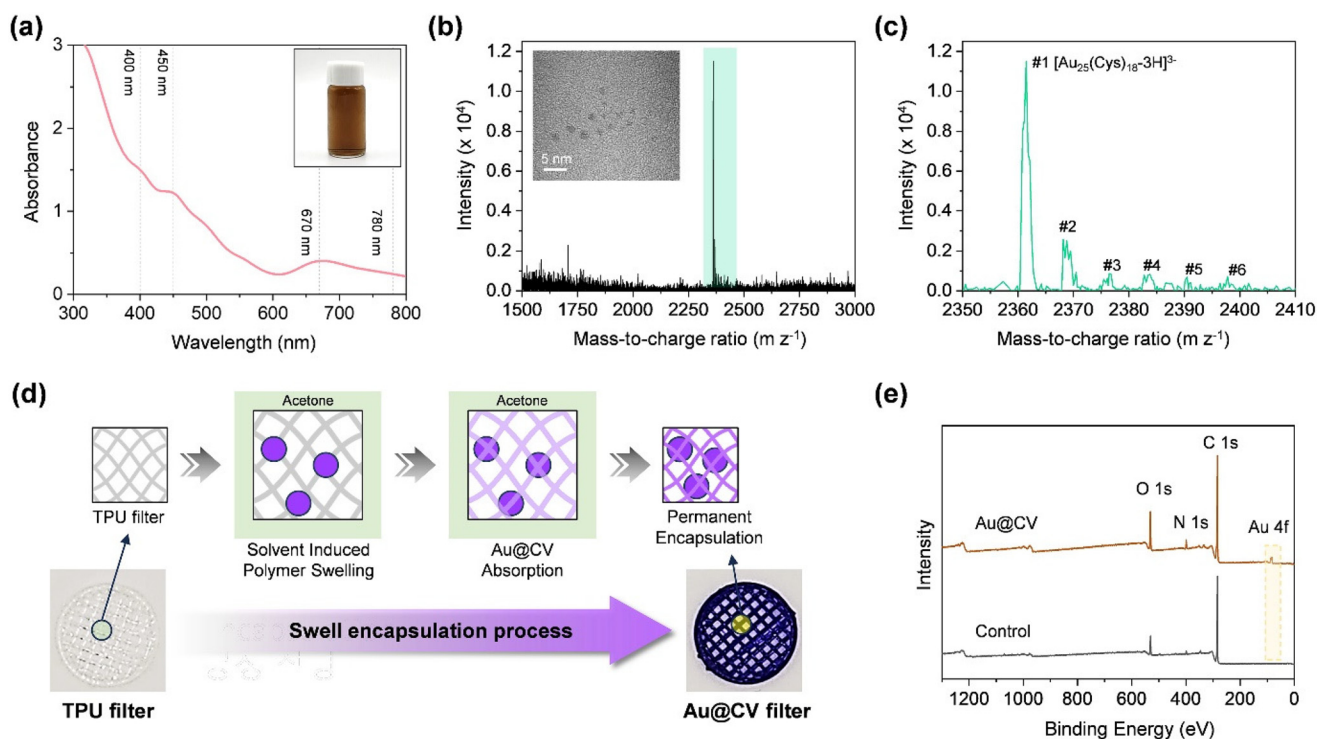 (a)
3
2
1
0
Absorbance
400 nm
450 nm
670 nm
780 nm
300 400 500 600 700 800
Wavelength (nm)
(b)
1.2
1.0
0.8
0.6
0.4
0.2
0.0
Intensity (x 10⁴)
5 nm
1500 2000 2250 2500 3000
Mass-to-charge ratio (m z⁻¹)
(c)
1.2
1.0
0.8
0.6
0.4
0.2
0.0
Intensity (x 10⁴)
#1 [Au₂₅(Cys)₁₈-3H]³⁻
#2
#3
#4
#5
#6
2350 2360 2370 2380 2390 2400 2410
Mass-to-charge ratio (m z⁻¹)
(d)
TPU filter
Acetone
Solvent Induced
Polymer Swelling
Acetone
Au@CV
Absorption
Permanent
Encapsulation
Swell encapsulation process
TPU filter
Au@CV filter
(e)
Intensity
C 1s
O 1s
N 1s
Au 4f
Au@CV
Control
1200 1000 800 600 400 200 0
Binding Energy (eV)